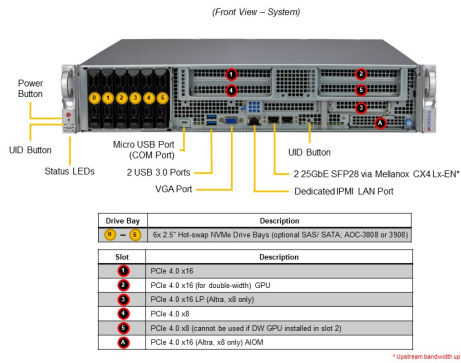 (Front View – System)
1
2
4
5
3
A
0 1 2 3 4 5
Power
Button
UID Button
Status LEDs
Micro USB Port
(COM Port)
2 USB 3.0 Ports
VGA Port
UID Button
2 25GbE SFP28 via Mellanox CX4 Lx-EN*
Dedicated IPMI LAN Port
Drive Bay Description
0 – 5 6x 2.5" Hot-swap NVMe Drive Bays (optional SAS/ SATA, AOC-3808 or 3908)
Slot Description
1 PCIe 4.0 x16
2 PCIe 4.0 x16 (for double-width) GPU
3 PCIe 4.0 x16 LP (Altra, x8 only)
4 PCIe 4.0 x8
5 PCIe 4.0 x8 (cannot be used if DW GPU installed in slot 2)
A PCIe 4.0 x16 (Altra, x8 only) AIOM
* Upstream bandwidth up